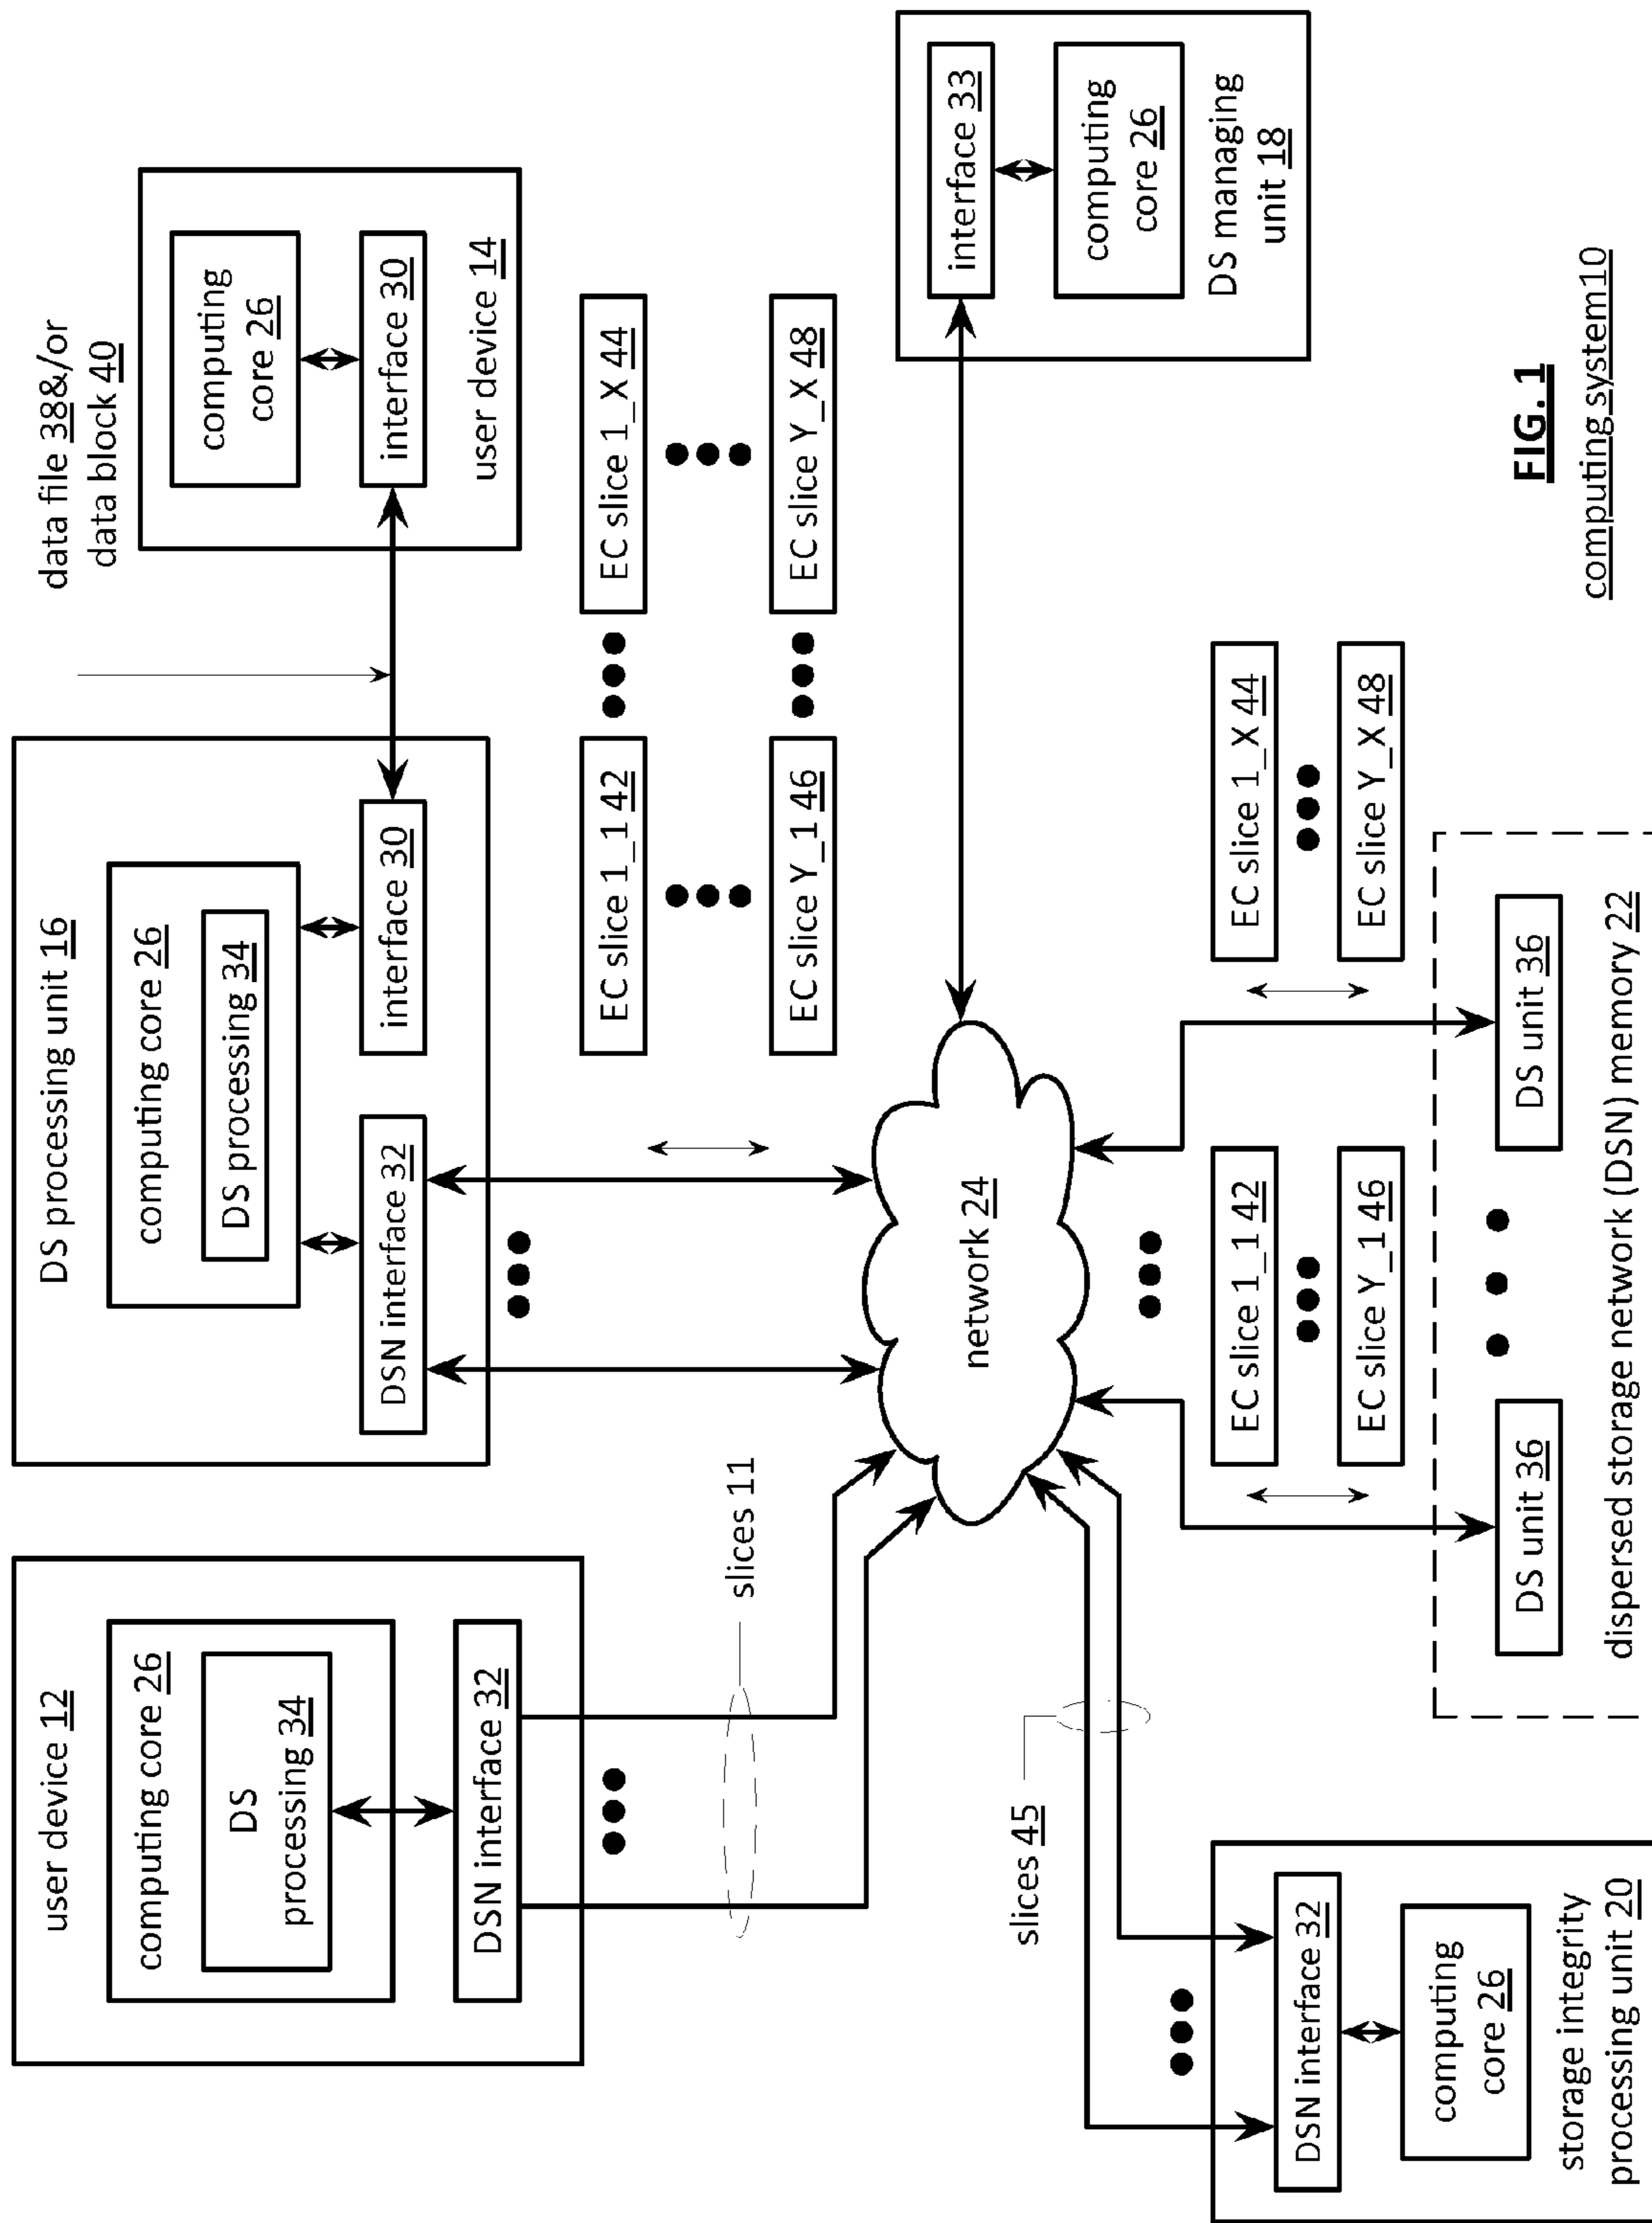 user device 12
computing core 26
DS
processing 34
DSN interface 32
slices 11
DS processing unit 16
computing core 26
DS processing 34
DSN interface 32
interface 30
data file 38&/or
data block 40
computing
core 26
interface 30
user device 14
EC slice 1_1 42
EC slice 1_X 44
EC slice Y_1 46
EC slice Y_X 48
network 24
interface 33
computing
core 26
DS managing
unit 18
slices 45
DSN interface 32
computing
core 26
storage integrity
processing unit 20
EC slice 1_1 42
EC slice Y_1 46
EC slice 1_X 44
EC slice Y_X 48
DS unit 36
DS unit 36
dispersed storage network (DSN) memory 22
FIG. 1
computing system10